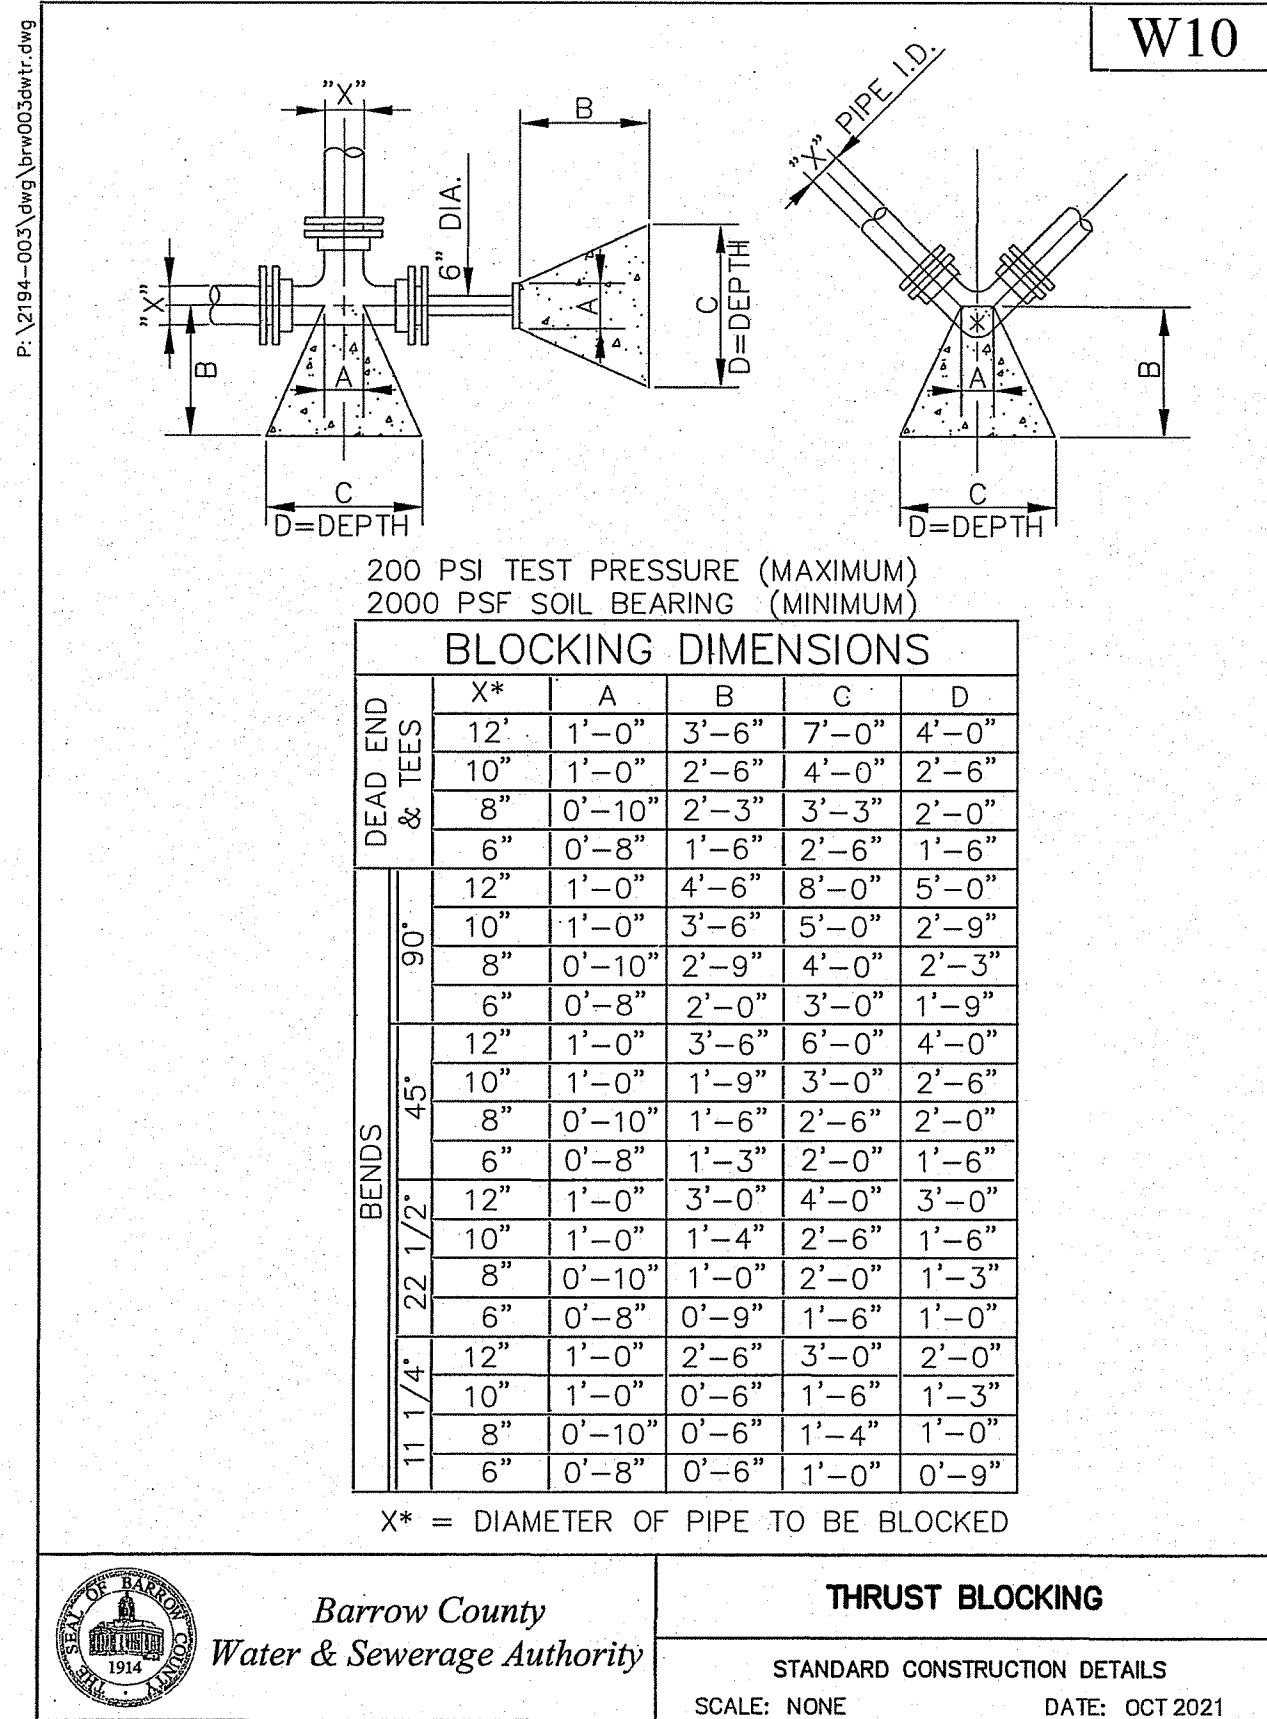 W10
P:\2194-003\dwg\brw003dwtr.dwg
"X"
"X"
B
A
C
D=DEPTH
6" DIA.
B
A
C
D=DEPTH
"X" PIPE I.D.
A
B
C
D=DEPTH
200 PSI TEST PRESSURE (MAXIMUM)
2000 PSF SOIL BEARING (MINIMUM)
BLOCKING DIMENSIONS
DEAD END & TEES
X* A B C D
12' 1'-0" 3'-6" 7'-0" 4'-0"
10" 1'-0" 2'-6" 4'-0" 2'-6"
8" 0'-10" 2'-3" 3'-3" 2'-0"
6" 0'-8" 1'-6" 2'-6" 1'-6"
BENDS
90°
12" 1'-0" 4'-6" 8'-0" 5'-0"
10" 1'-0" 3'-6" 5'-0" 2'-9"
8" 0'-10" 2'-9" 4'-0" 2'-3"
6" 0'-8" 2'-0" 3'-0" 1'-9"
45°
12" 1'-0" 3'-6" 6'-0" 4'-0"
10" 1'-0" 1'-9" 3'-0" 2'-6"
8" 0'-10" 1'-6" 2'-6" 2'-0"
6" 0'-8" 1'-3" 2'-0" 1'-6"
22 1/2°
12" 1'-0" 3'-0" 4'-0" 3'-0"
10" 1'-0" 1'-4" 2'-6" 1'-6"
8" 0'-10" 1'-0" 2'-0" 1'-3"
6" 0'-8" 0'-9" 1'-6" 1'-0"
11 1/4°
12" 1'-0" 2'-6" 3'-0" 2'-0"
10" 1'-0" 0'-6" 1'-6" 1'-3"
8" 0'-10" 0'-6" 1'-4" 1'-0"
6" 0'-8" 0'-6" 1'-0" 0'-9"
X* = DIAMETER OF PIPE TO BE BLOCKED
THE SEAL OF BARROW COUNTY
1914
Barrow County
Water & Sewerage Authority
THRUST BLOCKING
STANDARD CONSTRUCTION DETAILS
SCALE: NONE DATE: OCT 2021